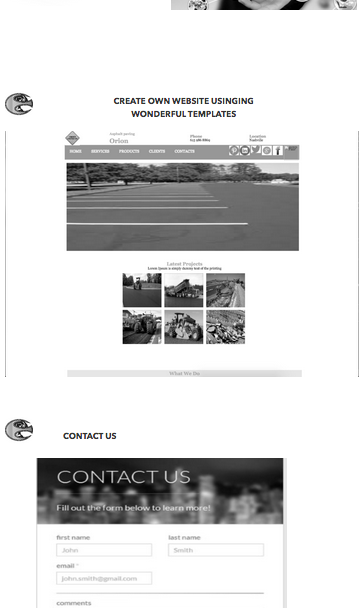 CREATE OWN WEBSITE USINGING
WONDERFUL TEMPLATES
asphalt paving
Orion
Phone
Location
HOME SERVICES PRODUCTS CLIENTS CONTACTS
Latest Projects
Lorem Ipsum is simply dummy text of the printing
What We Do
CONTACT US
CONTACT US
Fill out the form below to learn more!
first name last name
John Smith
email *
john.smith@gmail.com
comments